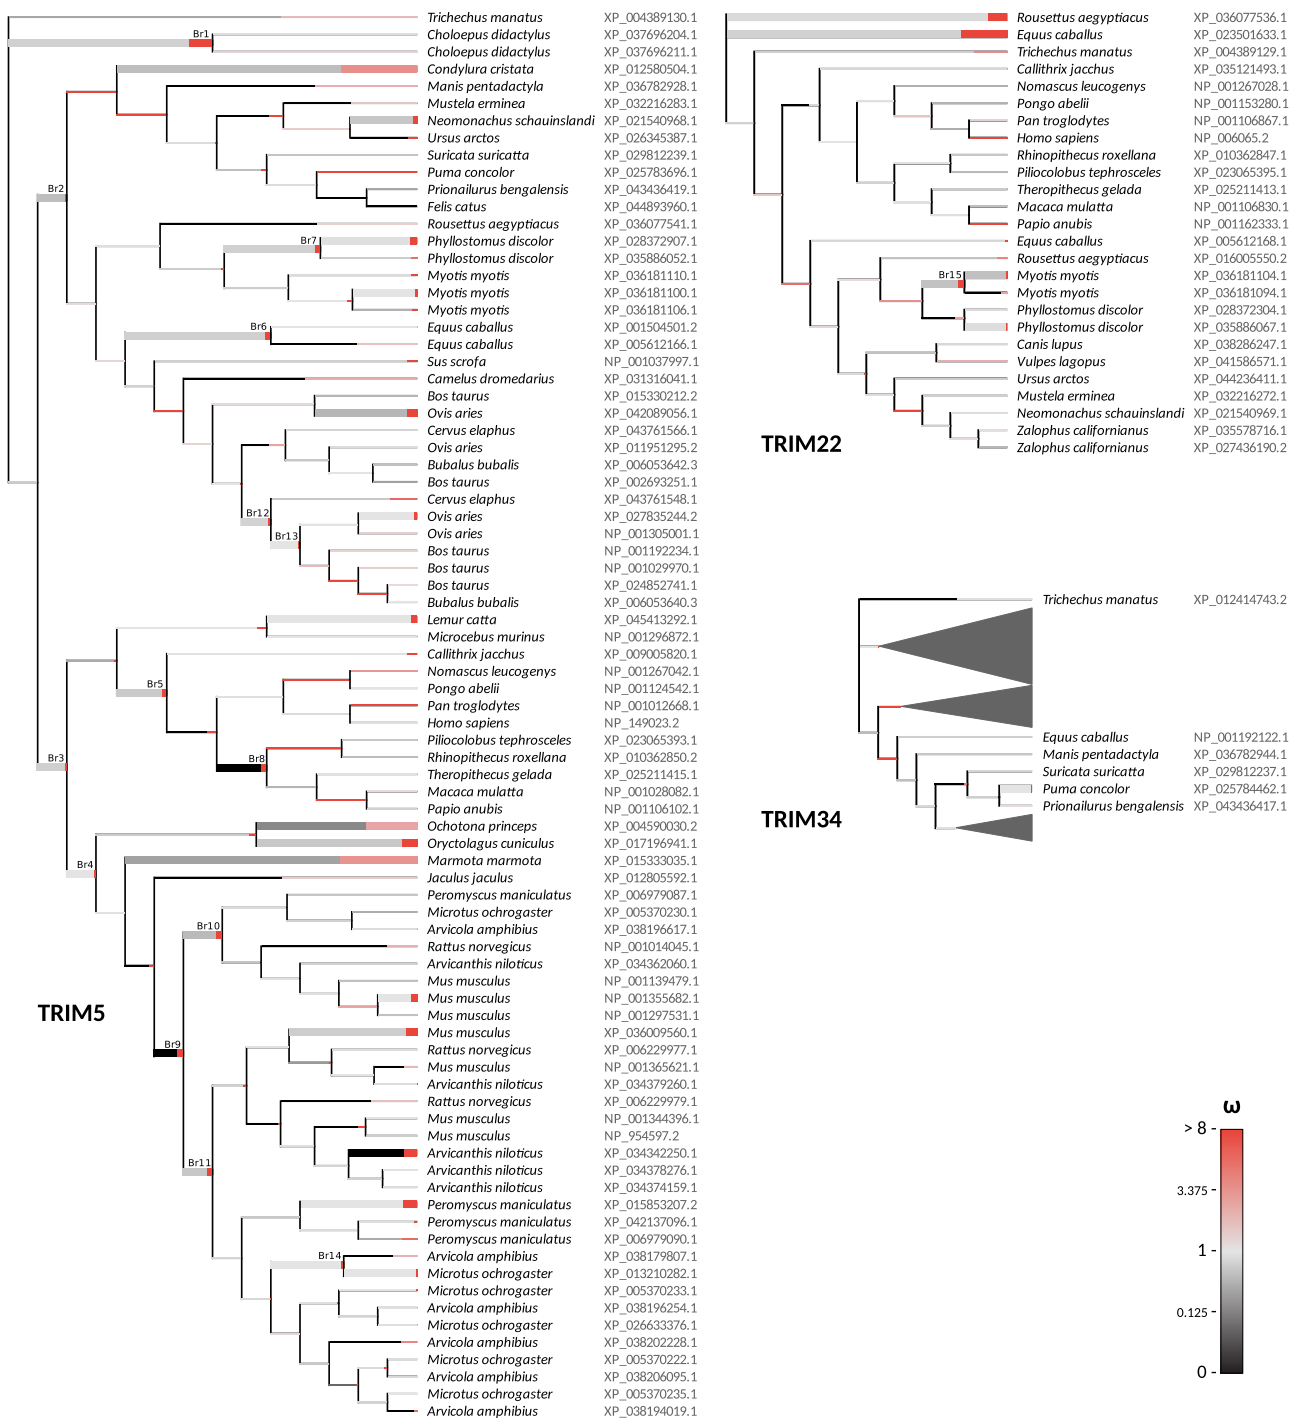 Trichechus manatus XP_004389130.1
Br1
Choloepus didactylus XP_037696204.1
Choloepus didactylus XP_037696211.1
Condylura cristata XP_012580504.1
Manis pentadactyla XP_036782928.1
Mustela erminea XP_032216283.1
Neomonachus schauinslandi XP_021540968.1
Ursus arctos XP_026345387.1
Suricata suricatta XP_029812239.1
Puma concolor XP_025783696.1
Br2
Prionailurus bengalensis XP_043436419.1
Felis catus XP_044893960.1
Rousettus aegyptiacus XP_036077541.1
Br7
Phyllostomus discolor XP_028372907.1
Phyllostomus discolor XP_035886052.1
Myotis myotis XP_036181110.1
Myotis myotis XP_036181100.1
Myotis myotis XP_036181106.1
Br6
Equus caballus XP_001504501.2
Equus caballus XP_005612166.1
Sus scrofa NP_001037997.1
Camelus dromedarius XP_031316041.1
Bos taurus XP_015330212.2
Ovis aries XP_042089056.1
Cervus elaphus XP_043761566.1
Ovis aries XP_011951295.2
Bubalus bubalis XP_006053642.3
Bos taurus XP_002693251.1
Cervus elaphus XP_043761548.1
Br12
Ovis aries XP_027835244.2
Ovis aries NP_001305001.1
Br13
Bos taurus NP_001192234.1
Bos taurus NP_001029970.1
Bos taurus XP_024852741.1
Bubalus bubalis XP_006053640.3
Lemur catta XP_045413292.1
Microcebus murinus NP_001296872.1
Callithrix jacchus XP_009005820.1
Nomascus leucogenys NP_001267042.1
Br5
Pongo abelii NP_001124542.1
Pan troglodytes NP_001012668.1
Homo sapiens NP_149023.2
Piliocolobus tephrosceles XP_023065393.1
Br3
Br8
Rhinopithecus roxellana XP_010362850.2
Theropithecus gelada XP_025211415.1
Macaca mulatta NP_001028082.1
Papio anubis NP_001106102.1
Ochotona princeps XP_004590030.2
Oryctolagus cuniculus XP_017196941.1
Br4
Marmota marmota XP_015333035.1
Jaculus jaculus XP_012805592.1
Peromyscus maniculatus XP_006979087.1
Microtus ochrogaster XP_005370230.1
Br10
Arvicola amphibius XP_038196617.1
Rattus norvegicus NP_001014045.1
Arvicanthis niloticus XP_034362060.1
Mus musculus NP_001139479.1
Mus musculus NP_001355682.1
TRIM5
Mus musculus NP_001297531.1
Mus musculus XP_036009560.1
Br9
Rattus norvegicus XP_006229977.1
Mus musculus NP_001365621.1
Arvicanthis niloticus XP_034379260.1
Rattus norvegicus XP_006229979.1
Mus musculus NP_001344396.1
Mus musculus NP_954597.2
Arvicanthis niloticus XP_034342250.1
Br11
Arvicanthis niloticus XP_034378276.1
Arvicanthis niloticus XP_034374159.1
Peromyscus maniculatus XP_015853207.2
Peromyscus maniculatus XP_042137096.1
Peromyscus maniculatus XP_006979090.1
Br14
Arvicola amphibius XP_038179807.1
Microtus ochrogaster XP_013210282.1
Microtus ochrogaster XP_005370233.1
Arvicola amphibius XP_038196254.1
Microtus ochrogaster XP_026633376.1
Arvicola amphibius XP_038202228.1
Microtus ochrogaster XP_005370222.1
Arvicola amphibius XP_038206095.1
Microtus ochrogaster XP_005370235.1
Arvicola amphibius XP_038194019.1
Rousettus aegyptiacus XP_036077536.1
Equus caballus XP_023501633.1
Trichechus manatus XP_004389129.1
Callithrix jacchus XP_035121493.1
Nomascus leucogenys NP_001267028.1
Pongo abelii NP_001153280.1
Pan troglodytes NP_001106867.1
Homo sapiens NP_006065.2
Rhinopithecus roxellana XP_010362847.1
Piliocolobus tephrosceles XP_023065395.1
Theropithecus gelada XP_025211413.1
Macaca mulatta NP_001106830.1
Papio anubis NP_001162333.1
Equus caballus XP_005612168.1
Rousettus aegyptiacus XP_016005550.2
Br15
Myotis myotis XP_036181104.1
Myotis myotis XP_036181094.1
Phyllostomus discolor XP_028372304.1
Phyllostomus discolor XP_035886067.1
Canis lupus XP_038286247.1
Vulpes lagopus XP_041586571.1
Ursus arctos XP_044236411.1
Mustela erminea XP_032216272.1
Neomonachus schauinslandi XP_021540969.1
Zalophus californianus XP_035578716.1
TRIM22
Zalophus californianus XP_027436190.2
Trichechus manatus XP_012414743.2
Equus caballus NP_001192122.1
Manis pentadactyla XP_036782944.1
Suricata suricatta XP_029812237.1
Puma concolor XP_025784462.1
Prionailurus bengalensis XP_043436417.1
TRIM34
ω
> 8
3.375
1
0.125
0